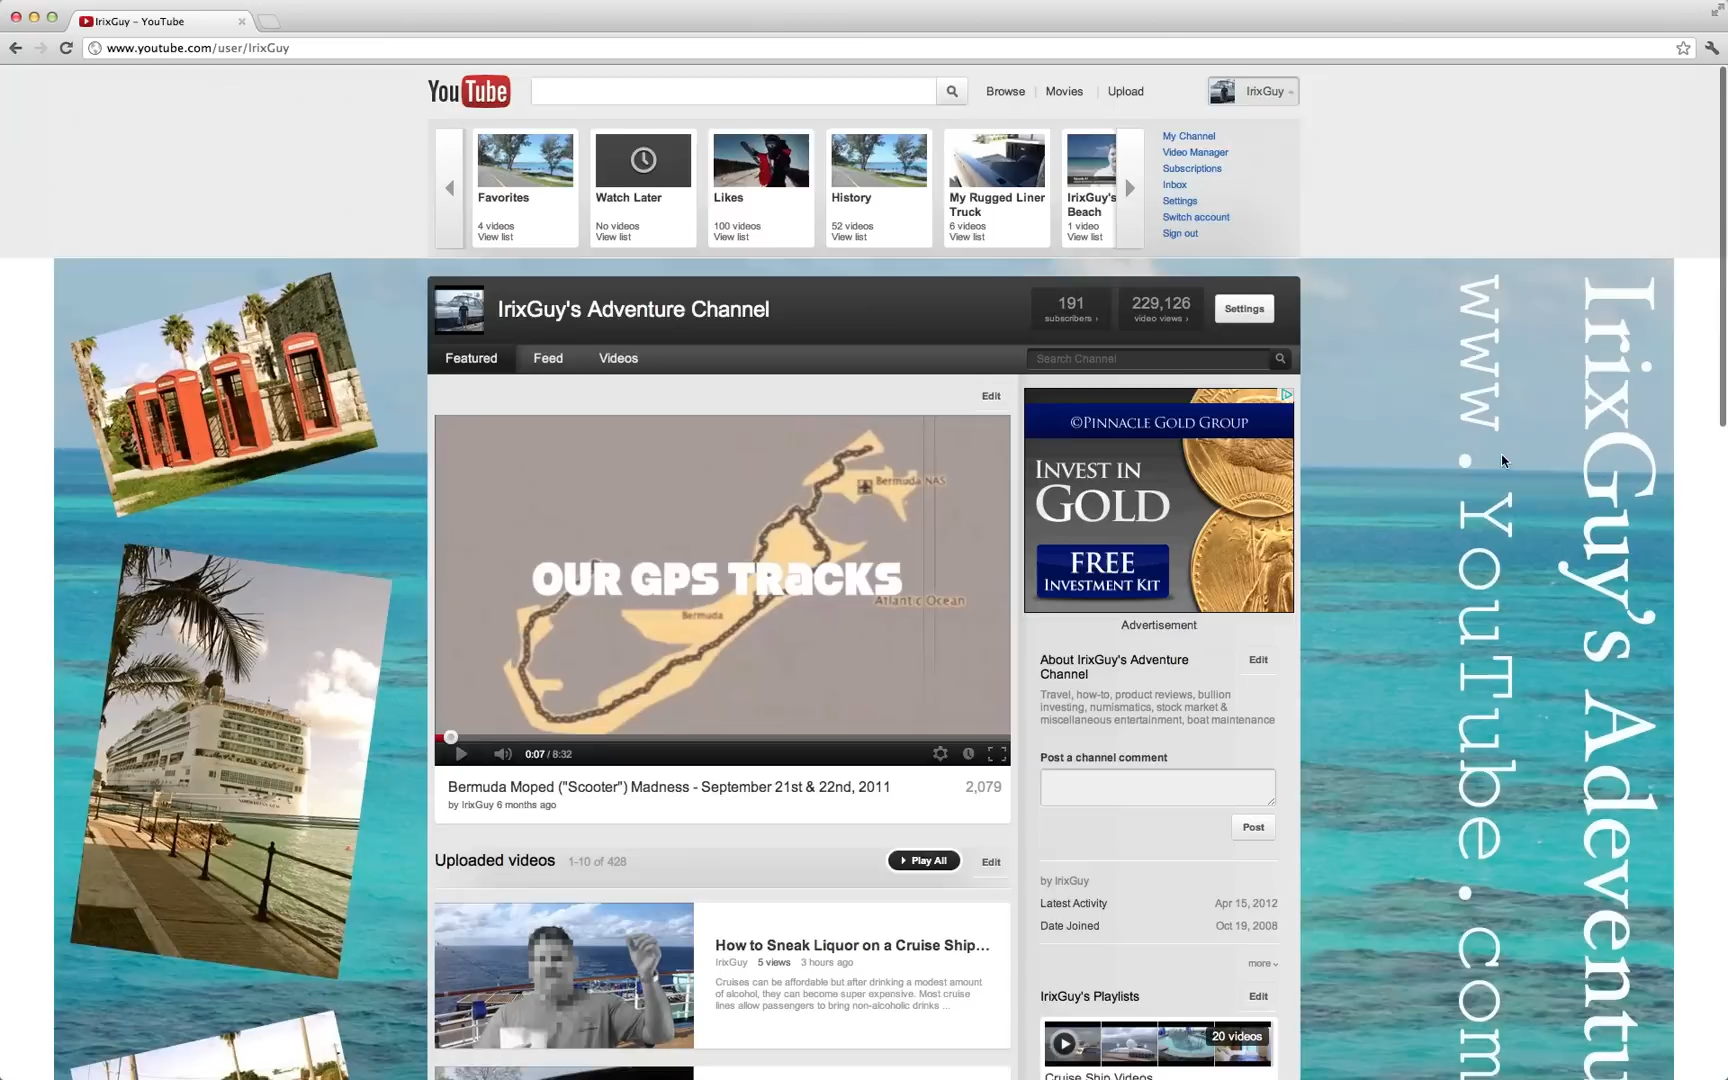 IrixGuy – YouTube
www.youtube.com/user/IrixGuy
YouTube
Browse
Movies
Upload
IrixGuy
Favorites
4 videos
View list
Watch Later
No videos
View list
Likes
100 videos
View list
History
52 videos
View list
My Rugged Liner
Truck
6 videos
View list
IrixGuy's
Beach
1 video
View list
My Channel
Video Manager
Subscriptions
Inbox
Settings
Switch account
Sign out
IrixGuy's Adventure Channel
191
subscribers ›
229,126
video views ›
Settings
Featured
Feed
Videos
Search Channel
Edit
Bermuda NAS
OUR GPS TRACKS
Atlantic Ocean
Bermuda
0:07 / 8:32
Bermuda Moped ("Scooter") Madness - September 21st & 22nd, 2011
2,079
by IrixGuy 6 months ago
Uploaded videos
1-10 of 428
Play All
Edit
How to Sneak Liquor on a Cruise Ship...
IrixGuy 5 views 3 hours ago
Cruises can be affordable but after drinking a modest amount
of alcohol, they can become super expensive. Most cruise
lines allow passengers to bring non-alcoholic drinks ...
©PINNACLE GOLD GROUP
INVEST IN
GOLD
FREE
INVESTMENT KIT
Advertisement
About IrixGuy's Adventure
Channel
Edit
Travel, how-to, product reviews, bullion
investing, numismatics, stock market &
miscellaneous entertainment, boat maintenance
Post a channel comment
Post
by IrixGuy
Latest Activity
Apr 15, 2012
Date Joined
Oct 19, 2008
more
IrixGuy's Playlists
Edit
20 videos
Cruise Ship Videos
IrixGuy's Adeventu
www.YouTube.com